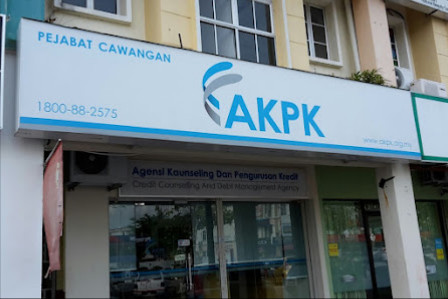 PEJABAT CAWANGAN
1800-88-2575
AKPK
www.akpk.org.my
Agensi Kaunseling Dan Pengurusan Kredit
Credit Counselling And Debt Management Agency